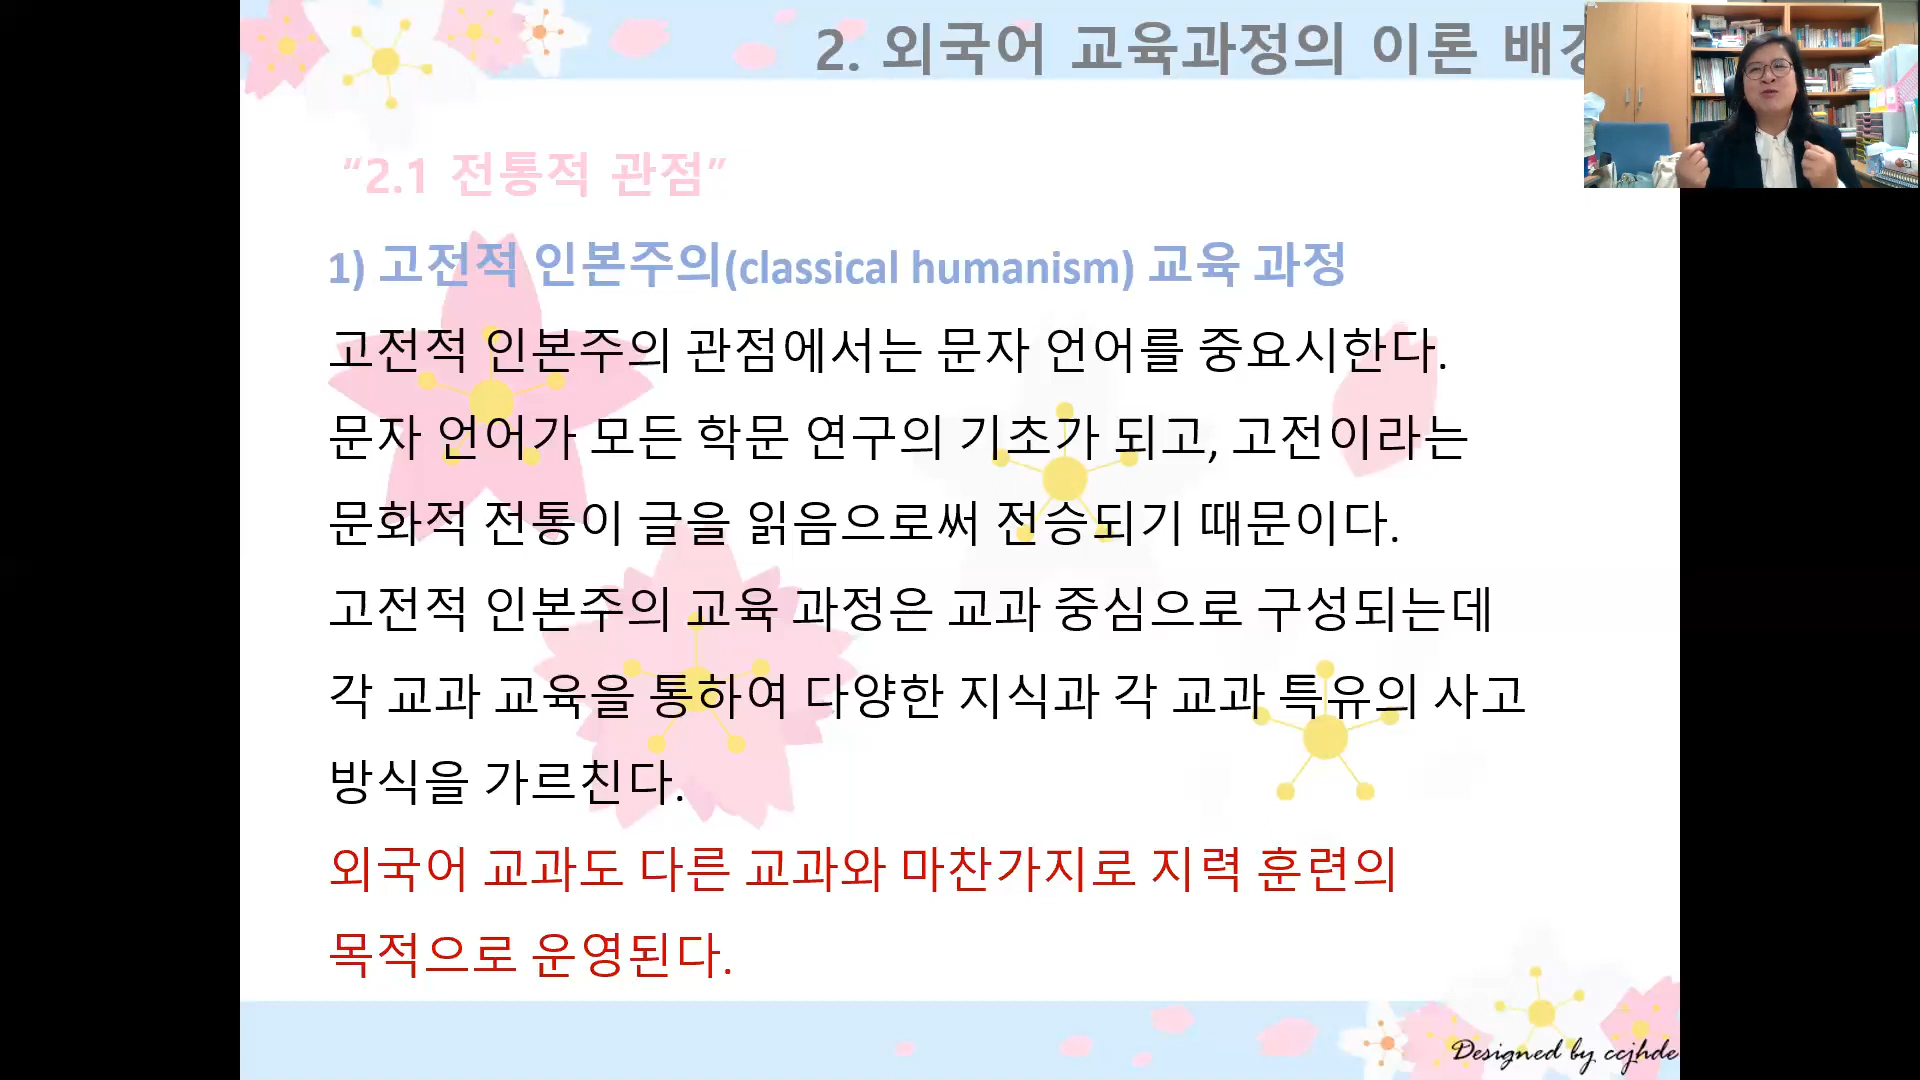 2. 외국어 교육과정의 이론
“2.1 전통적 관점”
1) 고전적 인본주의(classical humanism) 교육 과정
고전적 인본주의 관점에서는 문자 언어를 중요시한다.
문자 언어가 모든 학문 연구의 기초가 되고, 고전이라는
문화적 전통이 글을 읽음으로써 전승되기 때문이다.
고전적 인본주의 교육 과정은 교과 중심으로 구성되는데
각 교과 교육을 통하여 다양한 지식과 각 교과 특유의 사고
방식을 가르친다.
외국어 교과도 다른 교과와 마찬가지로 지력 훈련의
목적으로 운영된다.
Designed by ccjhde